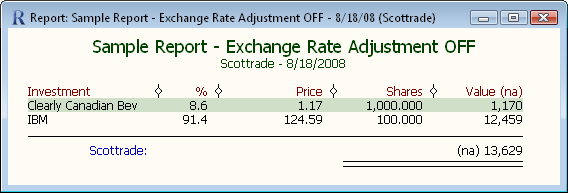 R Report: Sample Report - Exchange Rate Adjustment OFF - 8/18/08 (Scottrade)
Sample Report - Exchange Rate Adjustment OFF
Scottrade - 8/18/2008
Investment % Price Shares Value (na)
Clearly Canadian Bev 8.6 1.17 1,000.000 1,170
IBM 91.4 124.59 100.000 12,459
Scottrade: (na) 13,629